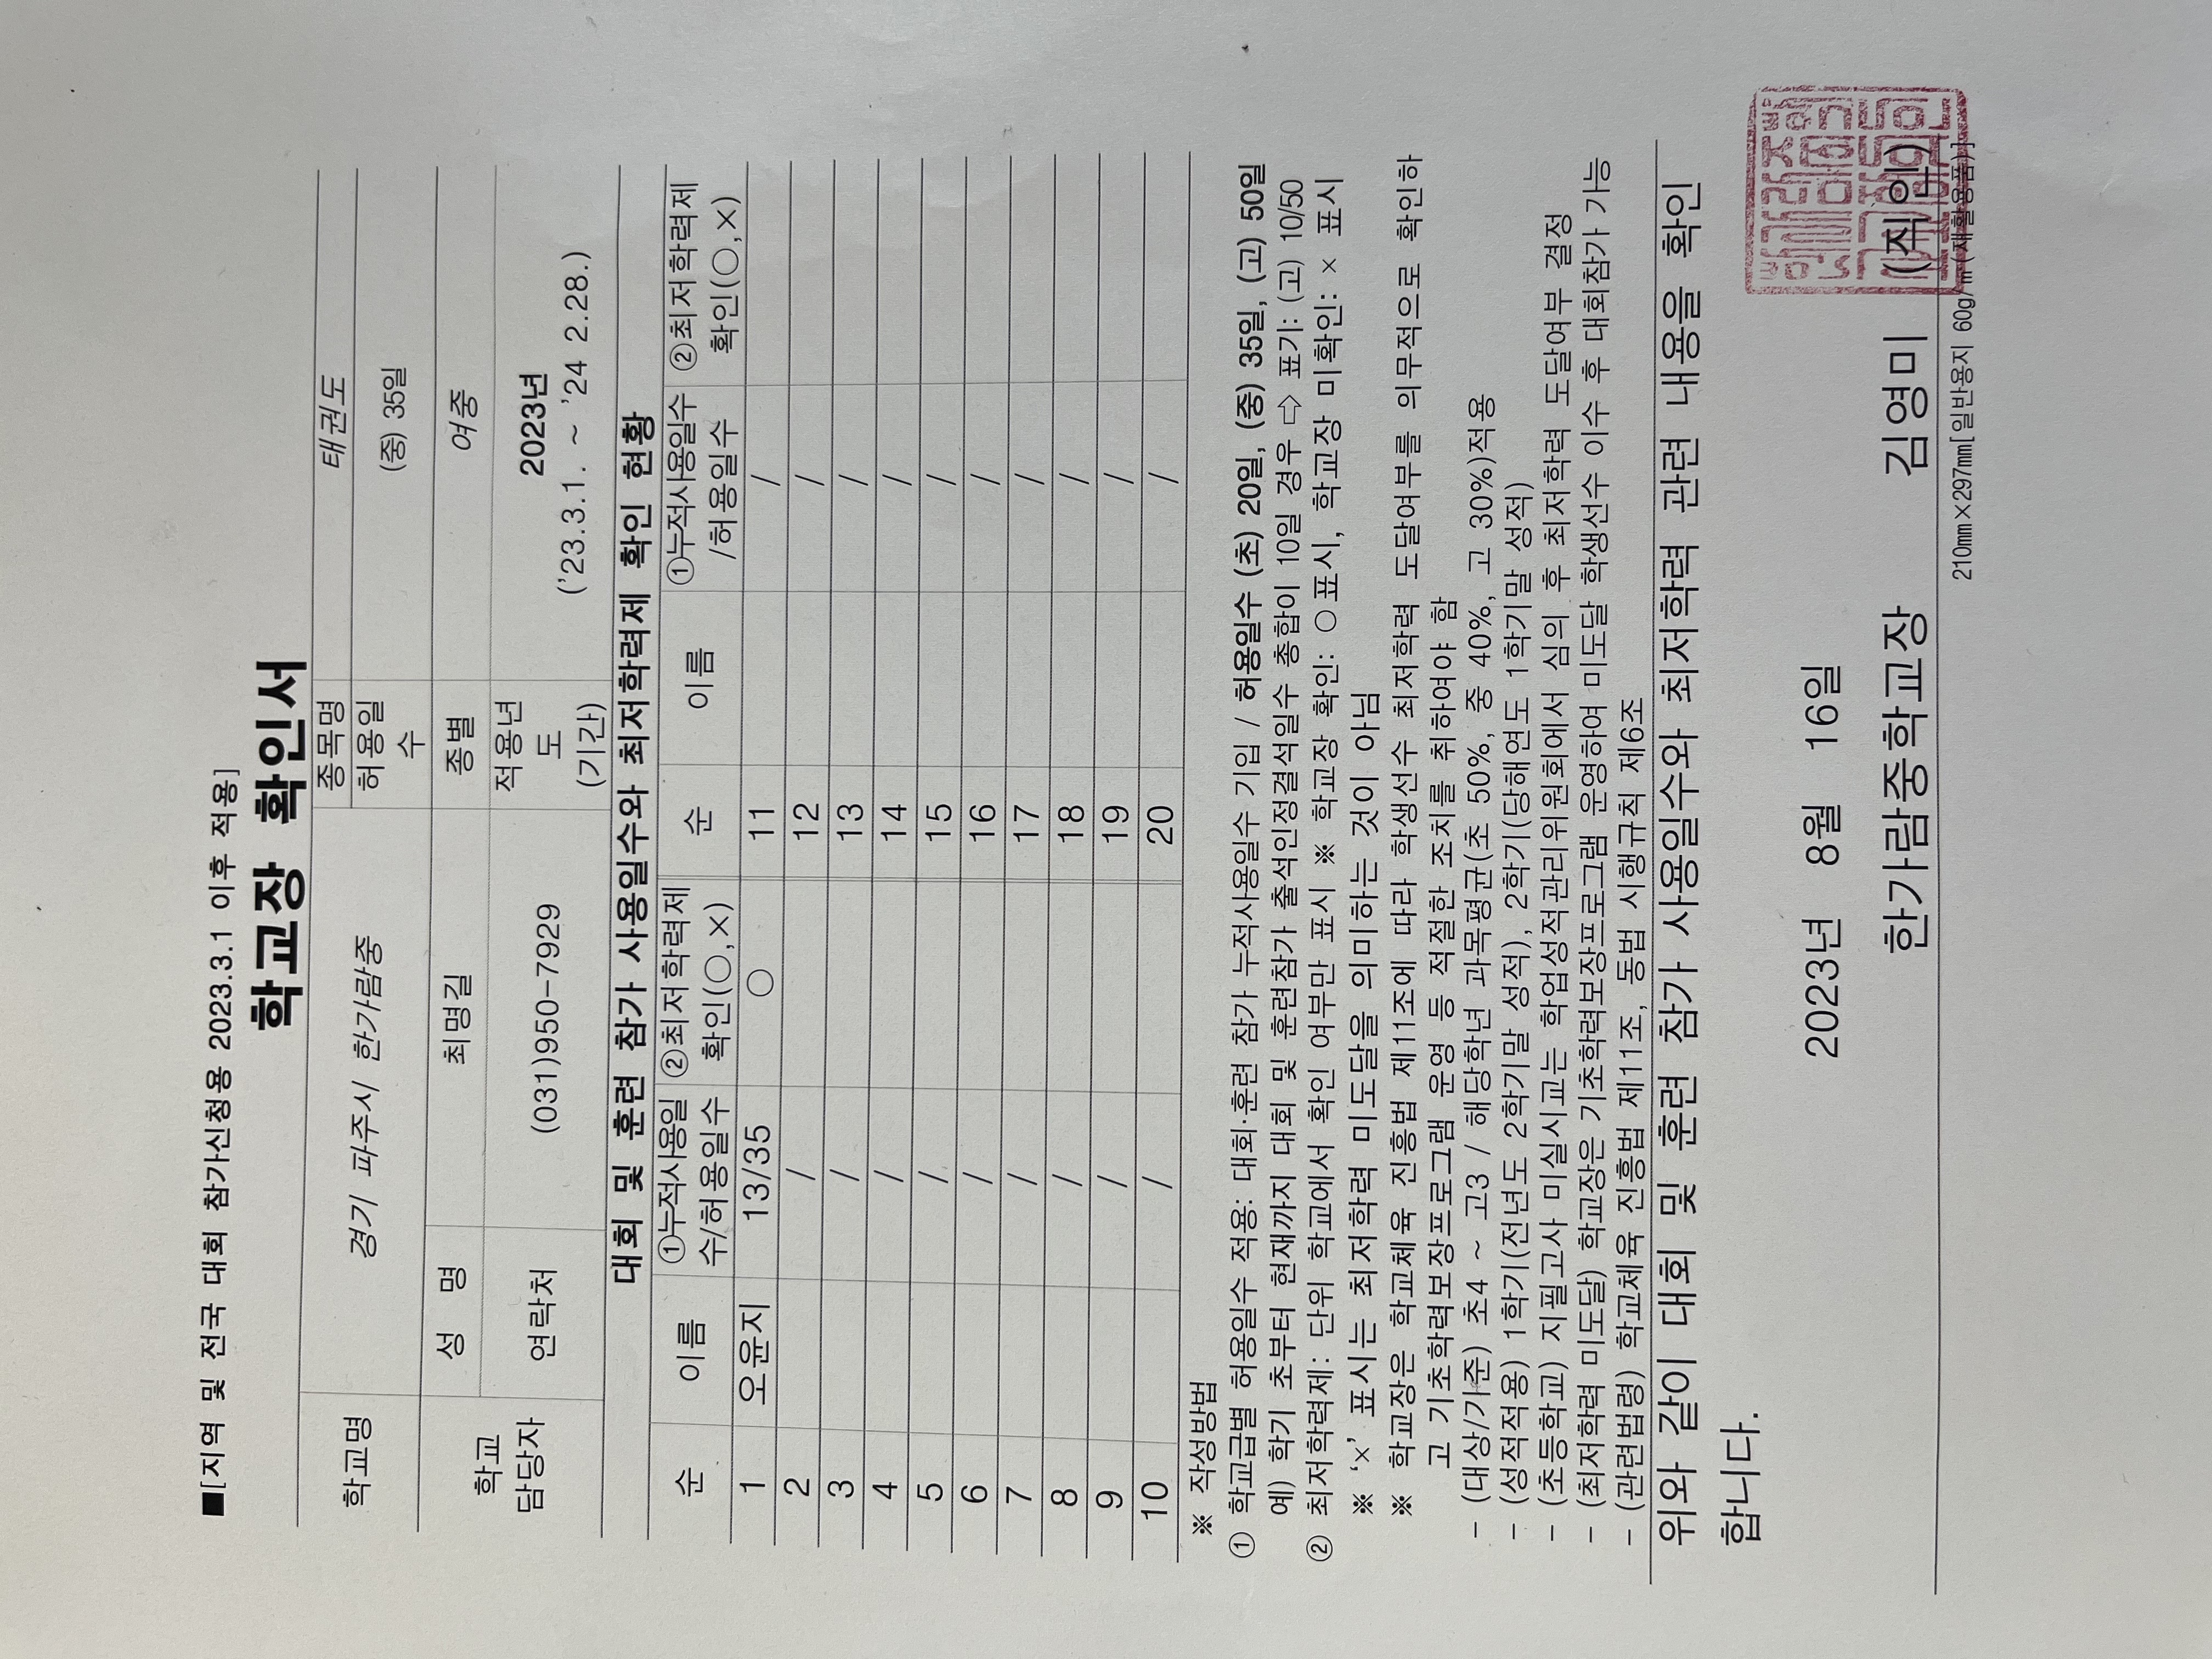 ■[지역 및 전국 대회 참가신청용 2023.3.1 이후 적용]
학교장 확인서
학교명 경기 파주시 한가람중 종목명 태권도
허용일수 (중) 35일
학교 담당자 성 명 최명길 종별 여중
연락처 (031)950-7929 적용년도 (기간) 2023년 ('23.3.1. ~ '24 2.28.)
대회 및 훈련 참가 사용일수와 최저학력제 확인 현황
순 이름 ①누적사용일수/허용일수 ②최저학력제 확인(○,×) 순 이름 ①누적사용일수/허용일수 ②최저학력제 확인(○,×)
1 오윤지 13/35 ○ 11 /
2 / 12 /
3 / 13 /
4 / 14 /
5 / 15 /
6 / 16 /
7 / 17 /
8 / 18 /
9 / 19 /
10 / 20 /
※ 작성방법
① 학교급별 허용일수 적용: 대회·훈련 참가 누적사용일수 기입 / 허용일수 (초) 20일, (중) 35일, (고) 50일
예) 학기 초부터 현재까지 대회 및 훈련참가 출석인정결석일수 총합이 10일 경우 ⇨ 표기: (고) 10/50
② 최저학력제: 단위 학교에서 확인 여부만 표시 ※ 학교장 확인: ○표시, 학교장 미확인: × 표시
※ '×' 표시는 최저학력 미도달을 의미하는 것이 아님
※ 학교장은 학교체육 진흥법 제11조에 따라 학생선수 최저학력 도달여부를 의무적으로 확인하
고 기초학력보장프로그램 운영 등 적절한 조치를 취하여야 함
- (대상/기준) 초4 ~ 고3 / 해당학년 과목평균(초 50%, 중 40%, 고 30%)적용
- (성적적용) 1학기(전년도 2학기말 성적), 2학기(당해연도 1학기말 성적)
- (초등학교) 지필고사 미실시교는 학업성적관리위원회에서 심의 후 최저학력 도달여부 결정
- (최저학력 미도달) 학교장은 기초학력보장프로그램 운영하여 미도달 학생선수 이수 후 대회참가 가능
- (관련법령) 학교체육 진흥법 제11조, 동법 시행규칙 제6조
위와 같이 대회 및 훈련 참가 사용일수와 최저학력 관련 내용을 확인
합니다.
2023년 8월 16일
한가람중학교장 김영미 (직인)
210㎜×297㎜[일반용지 60g/㎡(재활용품)]